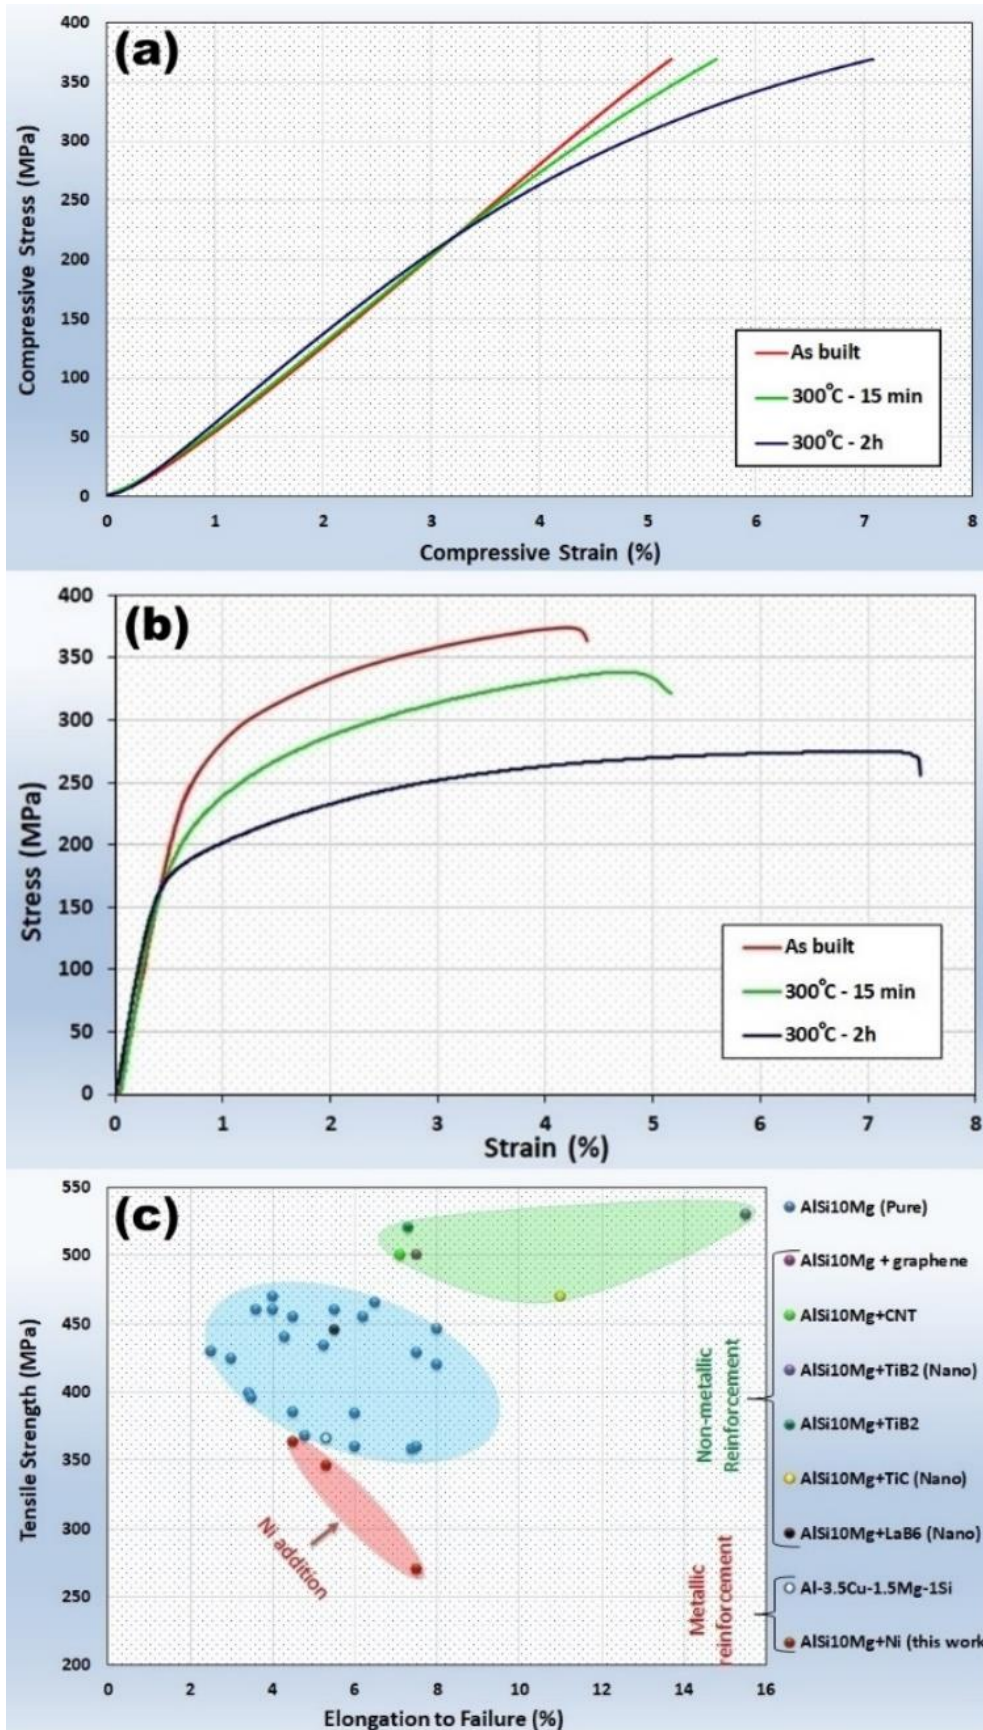 (a)
400
350
300
250
200
150
100
50
0
Compressive Stress (MPa)
As built
300°C - 15 min
300°C - 2h
0 1 2 3 4 5 6 7 8
Compressive Strain (%)
(b)
400
350
300
250
200
150
100
50
0
Stress (MPa)
As built
300°C - 15 min
300°C - 2h
0 1 2 3 4 5 6 7 8
Strain (%)
(c)
550
500
450
400
350
300
250
200
Tensile Strength (MPa)
Ni addition
Non-metallic
Reinforcement
Metallic
reinforcement
AlSi10Mg (Pure)
AlSi10Mg + graphene
AlSi10Mg+CNT
AlSi10Mg+TiB2 (Nano)
AlSi10Mg+TiB2
AlSi10Mg+TiC (Nano)
AlSi10Mg+LaB6 (Nano)
Al-3.5Cu-1.5Mg-1Si
AlSi10Mg+Ni (this work
0 2 4 6 8 10 12 14 16
Elongation to Failure (%)